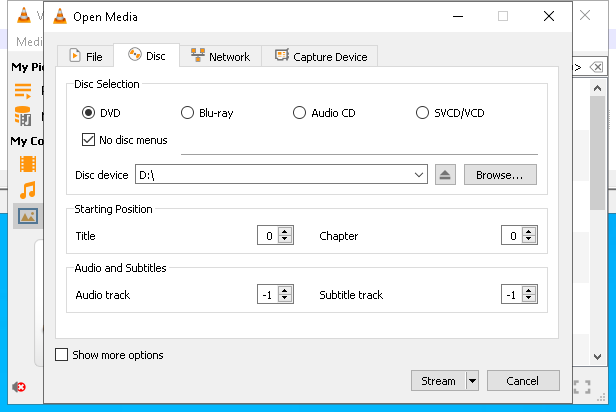 Open Media
Medi
File
Disc
Network
Capture Device
My Pi
Disc Selection
DVD
Blu-ray
Audio CD
SVCD/VCD
No disc menus
My Co
Disc device
D:\
Browse...
Starting Position
Title
0
Chapter
0
Audio and Subtitles
Audio track
-1
Subtitle track
-1
Show more options
Stream
Cancel